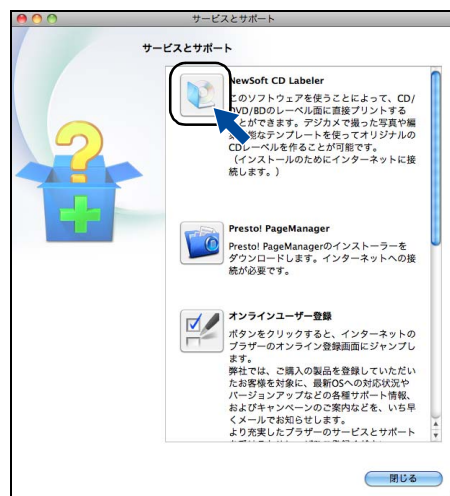 サービスとサポート
サービスとサポート
NewSoft CD Labeler
このソフトウェアを使うことによって、CD/
DVD/BDのレーベル面に直接プリントする
ことができます。デジカメで撮った写真や編
能なテンプレートを使ってオリジナルの
CDレーベルを作ることが可能です。
（インストールのためにインターネットに接
続します。）
Presto! PageManager
Presto! PageManagerのインストーラーを
ダウンロードします。インターネットへの接
続が必要です。
オンラインユーザー登録
ボタンをクリックすると、インターネットの
ブラザーのオンライン登録画面にジャンプし
ます。
弊社では、ご購入の製品を登録していただい
たお客様を対象に、最新OSへの対応状況や
バージョンアップなどの各種サポート情報、
およびキャンペーンのご案内などを、いち早
くメールでお知らせします。
より充実したブラザーのサービスとサポート
閉じる